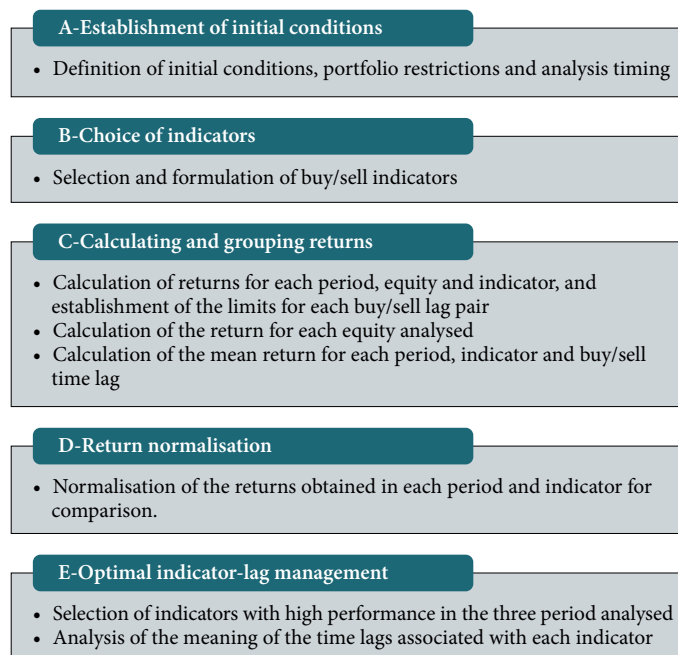 A-Establishment of initial conditions
• Definition of initial conditions, portfolio restrictions and analysis timing
B-Choice of indicators
• Selection and formulation of buy/sell indicators
C-Calculating and grouping returns
• Calculation of returns for each period, equity and indicator, and
establishment of the limits for each buy/sell lag pair
• Calculation of the return for each equity analysed
• Calculation of the mean return for each period, indicator and buy/sell
time lag
D-Return normalisation
• Normalisation of the returns obtained in each period and indicator for
comparison.
E-Optimal indicator-lag management
• Selection of indicators with high performance in the three period analysed
• Analysis of the meaning of the time lags associated with each indicator